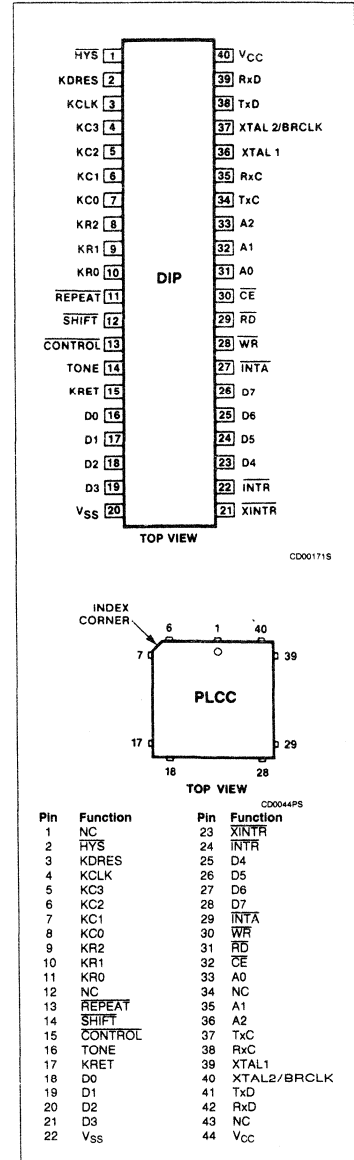 HYS 1 40 VCC
KDRES 2 39 RxD
KCLK 3 38 TxD
KC3 4 37 XTAL 2/BRCLK
KC2 5 36 XTAL 1
KC1 6 35 RxC
KC0 7 34 TxC
KR2 8 33 A2
KR1 9 32 A1
KR0 10 31 A0
DIP
REPEAT 11 30 CE
SHIFT 12 29 RD
CONTROL 13 28 WR
TONE 14 27 INTA
KRET 15 26 D7
D0 16 25 D6
D1 17 24 D5
D2 18 23 D4
D3 19 22 INTR
VSS 20 21 XINTR
TOP VIEW
CD00171S
INDEX
CORNER
6 1 40
7 39
PLCC
17 29
18 28
TOP VIEW
CD0044PS
Pin Function Pin Function
1 NC 23 XINTR
2 HYS 24 INTR
3 KDRES 25 D4
4 KCLK 26 D5
5 KC3 27 D6
6 KC2 28 D7
7 KC1 29 INTA
8 KC0 30 WR
9 KR2 31 RD
10 KR1 32 CE
11 KR0 33 A0
12 NC 34 NC
13 REPEAT 35 A1
14 SHIFT 36 A2
15 CONTROL 37 TxC
16 TONE 38 RxC
17 KRET 39 XTAL1
18 D0 40 XTAL2/BRCLK
19 D1 41 TxD
20 D2 42 RxD
21 D3 43 NC
22 VSS 44 VCC